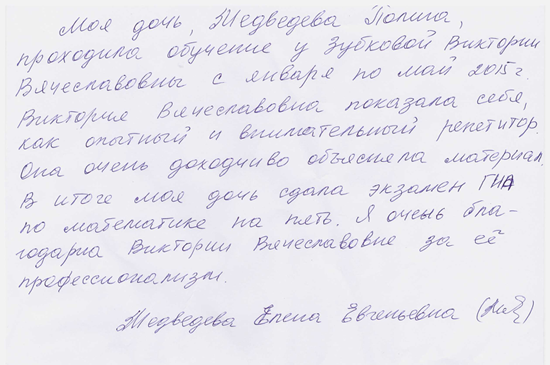 Моя дочь, Медведева Полина,
проходила обучение у Зубковой Виктории
Вячеславовны с января по май 2015г.
Виктория Вячеславовна показала себя,
как опытный и внимательный репетитор.
Она очень доходчиво объясняла материал.
В итоге моя дочь сдала экзамен ГИА
по математике на пять. Я очень бла-
годарна Виктории Вячеславовне за её
профессионализм.
Медведева Елена Евгеньевна